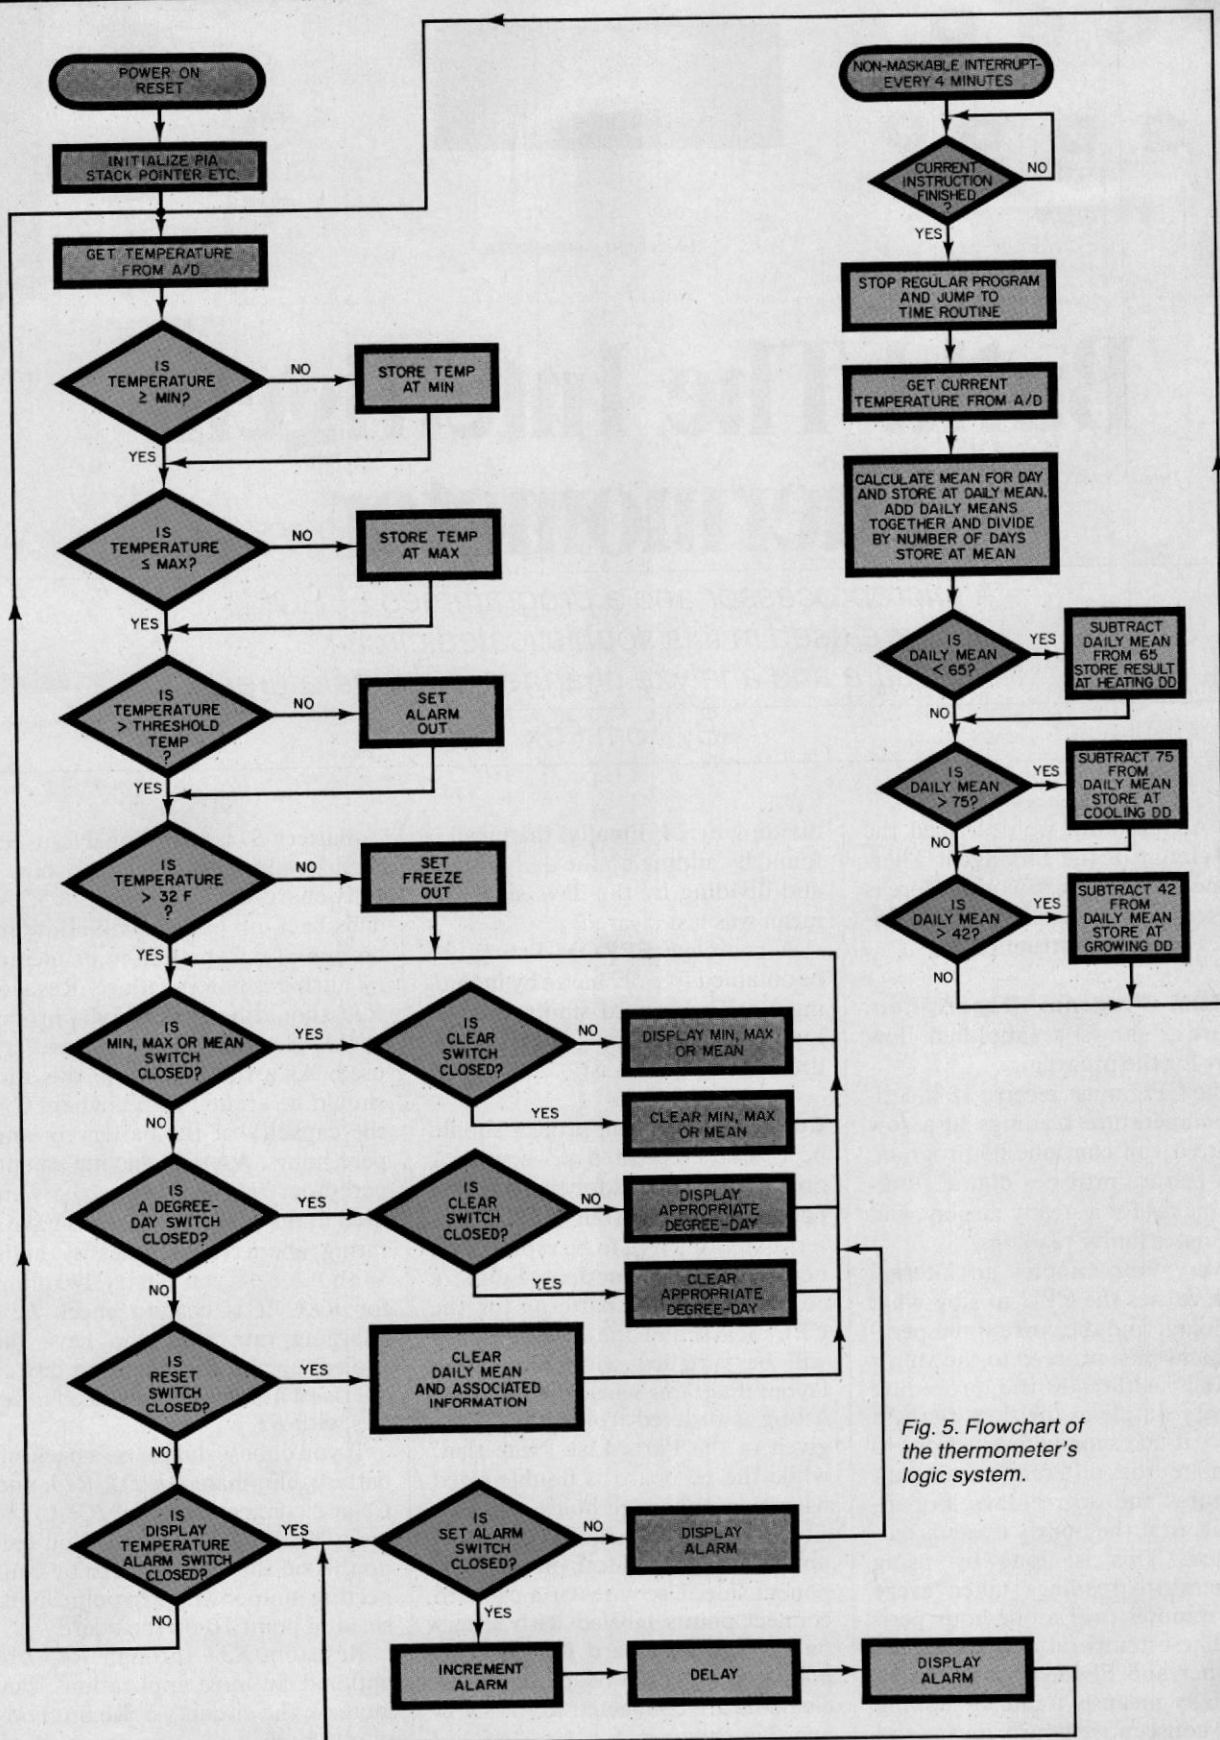 POWER ON
RESET
INITIALIZE PIA
STACK POINTER ETC.
GET TEMPERATURE
FROM A/D
IS
TEMPERATURE
≥ MIN?
NO
STORE TEMP
AT MIN
YES
IS
TEMPERATURE
≤ MAX?
NO
STORE TEMP
AT MAX
YES
IS
TEMPERATURE
> THRESHOLD
TEMP
?
NO
SET
ALARM
OUT
YES
IS
TEMPERATURE
> 32 F
?
NO
SET
FREEZE
OUT
YES
IS
MIN, MAX OR MEAN
SWITCH
CLOSED?
YES
IS
CLEAR
SWITCH
CLOSED?
NO
DISPLAY MIN, MAX
OR MEAN
YES
CLEAR MIN, MAX
OR MEAN
NO
IS
A DEGREE-
DAY SWITCH
CLOSED?
YES
IS
CLEAR
SWITCH
CLOSED?
NO
DISPLAY
APPROPRIATE
DEGREE-DAY
YES
CLEAR
APPROPRIATE
DEGREE-DAY
NO
IS
RESET
SWITCH
CLOSED?
YES
CLEAR
DAILY MEAN
AND ASSOCIATED
INFORMATION
NO
IS
DISPLAY
TEMPERATURE
ALARM SWITCH
CLOSED?
YES
IS
SET ALARM
SWITCH
CLOSED?
NO
DISPLAY
ALARM
YES
INCREMENT
ALARM
DELAY
DISPLAY
ALARM
NO
NON-MASKABLE INTERRUPT-
EVERY 4 MINUTES
CURRENT
INSTRUCTION
FINISHED
?
NO
YES
STOP REGULAR PROGRAM
AND JUMP TO
TIME ROUTINE
GET CURRENT
TEMPERATURE FROM A/D
CALCULATE MEAN FOR DAY
AND STORE AT DAILY MEAN.
ADD DAILY MEANS
TOGETHER AND DIVIDE
BY NUMBER OF DAYS
STORE AT MEAN
IS
DAILY MEAN
< 65?
YES
SUBTRACT
DAILY MEAN
FROM 65
STORE RESULT
AT HEATING DD
NO
IS
DAILY MEAN
> 75?
YES
SUBTRACT 75
FROM
DAILY MEAN
STORE AT
COOLING DD
NO
IS
DAILY MEAN
> 42?
YES
SUBTRACT 42
FROM
DAILY MEAN
STORE AT
GROWING DD
NO
Fig. 5. Flowchart of
the thermometer's
logic system.